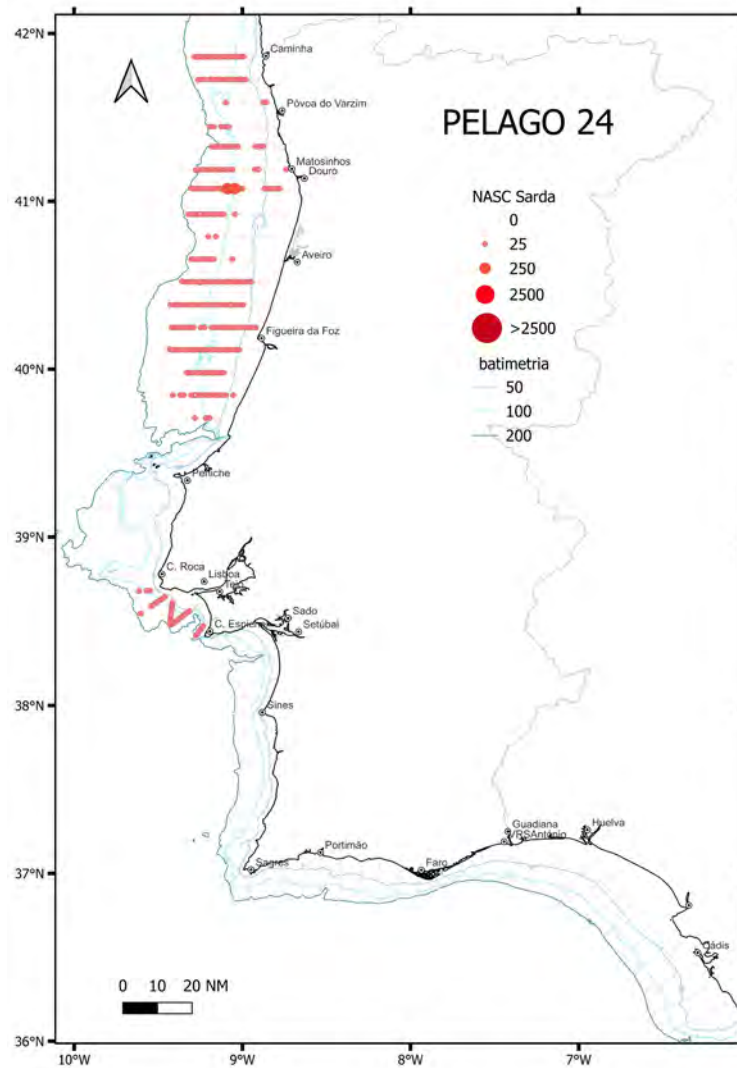 42°N
Caminha
Póvoa do Varzim
PELAGO 24
Matosinhos
Douro
41°N
NASC Sarda
0
25
250
2500
>2500
batimetria
50
100
200
Aveiro
Figueira da Foz
40°N
Peniche
39°N
C. Roca
Lisboa
Sado
C. Espichel
Setúbal
38°N
Sines
Guadiana
VRSAntónio
Huelva
Portimão
Faro
37°N
Sagres
Cádis
0 10 20 NM
36°N
10°W
9°W
8°W
7°W